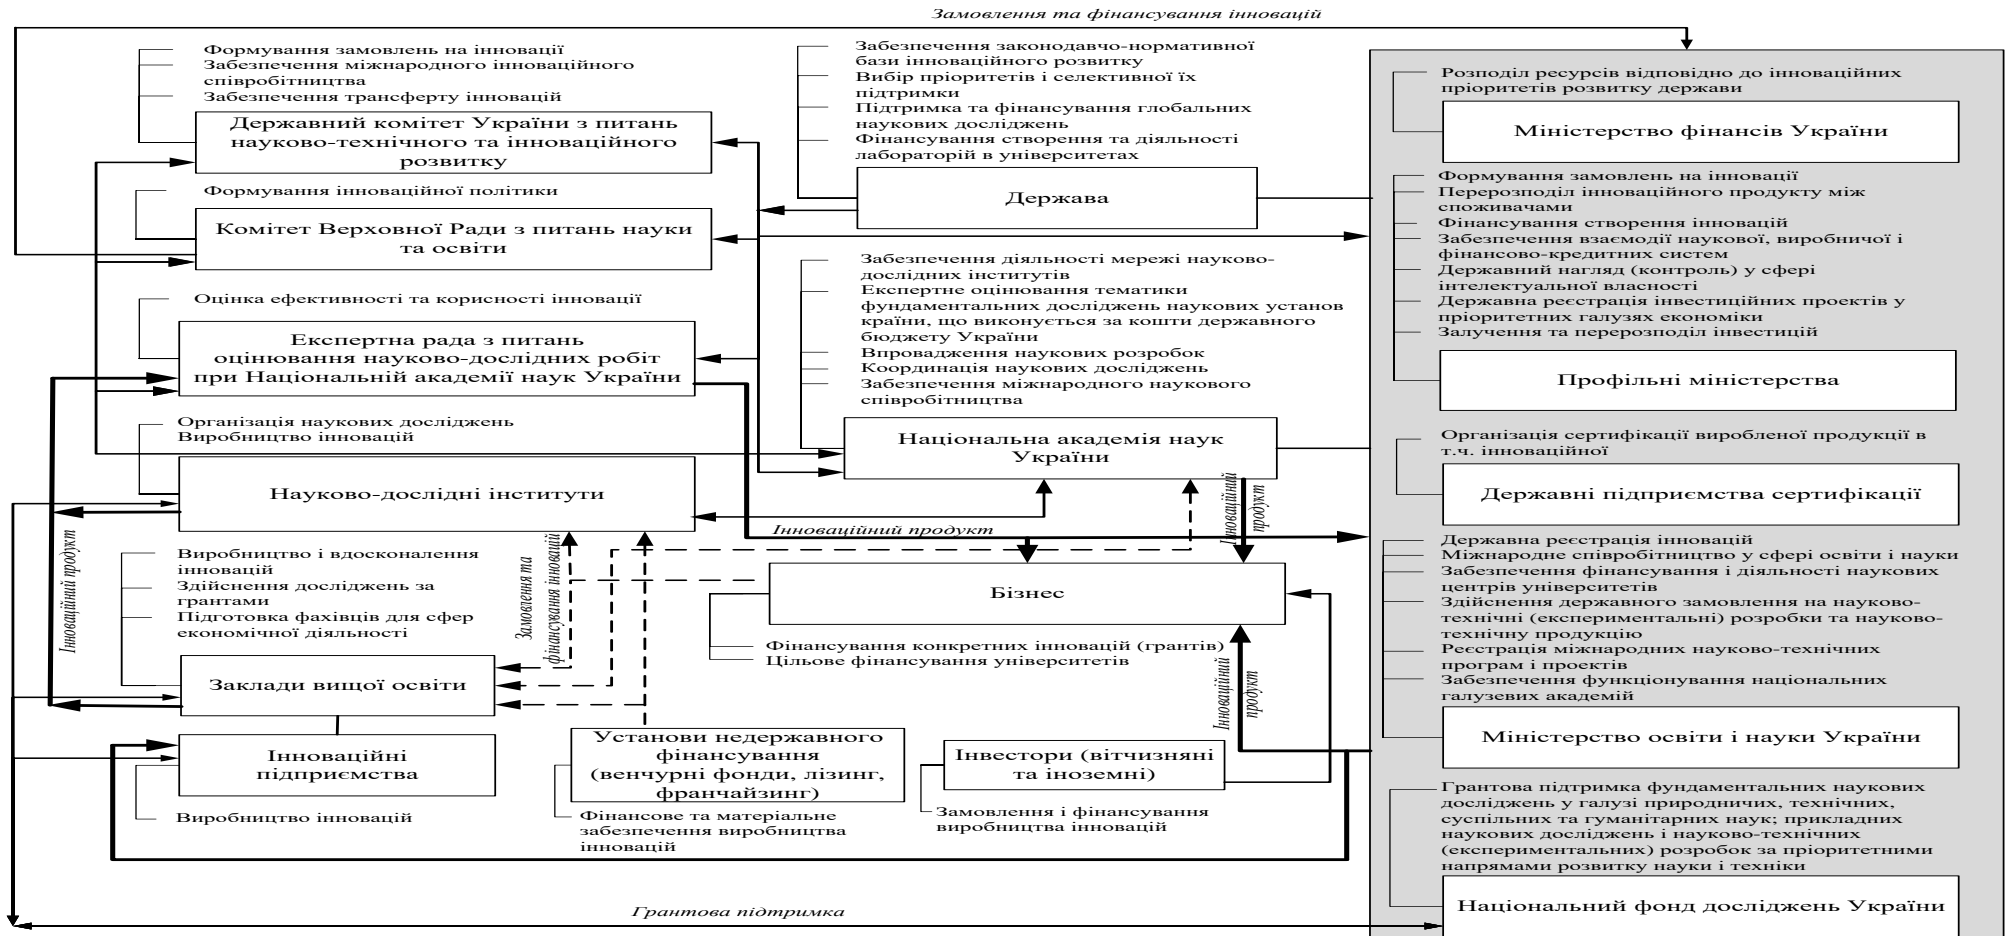 Замовлення та фінансування інновацій
Формування замовлень на інновації
Забезпечення міжнародного інноваційного
співробітництва
Забезпечення трансферту інновацій
Державний комітет України з питань
науково-технічного та інноваційного
розвитку
Формування інноваційної політики
Комітет Верховної Ради з питань науки
та освіти
Оцінка ефективності та корисності інновації
Експертна рада з питань
оцінювання науково-дослідних робіт
при Національній академії наук України
Організація наукових досліджень
Виробництво інновацій
Науково-дослідні інститути
Інноваційний продукт
Виробництво і вдосконалення
інновацій
Здійснення досліджень за
грантами
Підготовка фахівців для сфер
економічної діяльності
Заклади вищої освіти
Інноваційні
підприємства
Виробництво інновацій
Замовлення та
фінансування інновацій
Забезпечення законодавчо-нормативної
бази інноваційного розвитку
Вибір пріоритетів і селективної їх
підтримки
Підтримка та фінансування глобальних
наукових досліджень
Фінансування створення та діяльності
лабораторій в університетах
Держава
Забезпечення діяльності мережі науково-
дослідних інститутів
Експертне оцінювання тематики
фундаментальних досліджень наукових установ
країни, що виконується за кошти державного
бюджету України
Впровадження наукових розробок
Координація наукових досліджень
Забезпечення міжнародного наукового
співробітництва
Національна академія наук
України
Інноваційний продукт
Інноваційний
продукт
Бізнес
Фінансування конкретних інновацій (грантів)
Цільове фінансування університетів
Інноваційний
продукт
Установи недержавного
фінансування
(венчурні фонди, лізинг,
франчайзинг)
Фінансове та матеріальне
забезпечення виробництва
інновацій
Інвестори (вітчизняні
та іноземні)
Замовлення і фінансування
виробництва інновацій
Грантова підтримка
Розподіл ресурсів відповідно до інноваційних
пріоритетів розвитку держави
Міністерство фінансів України
Формування замовлень на інновації
Перерозподіл інноваційного продукту між
споживачами
Фінансування створення інновацій
Забезпечення взаємодії наукової, виробничої і
фінансово-кредитних систем
Державний нагляд (контроль) у сфері
інтелектуальної власності
Державна реєстрація інвестиційних проектів у
пріоритетних галузях економіки
Залучення та перерозподіл інвестицій
Профільні міністерства
Організація сертифікації виробленої продукції в
т.ч. інноваційної
Державні підприємства сертифікації
Державна реєстрація інновацій
Міжнародне співробітництво у сфері освіти і науки
Забезпечення фінансування і діяльності наукових
центрів університетів
Здійснення державного замовлення на науково-
технічні (експериментальні) розробки та науково-
технічну продукцію
Реєстрація міжнародних науково-технічних
програм і проектів
Забезпечення функціонування національних
галузевих академій
Міністерство освіти і науки України
Грантова підтримка фундаментальних наукових
досліджень у галузі природничих, технічних,
суспільних та гуманітарних наук; прикладних
наукових досліджень і науково-технічних
(експериментальних) розробок за пріоритетними
напрямами розвитку науки і техніки
Національний фонд досліджень України